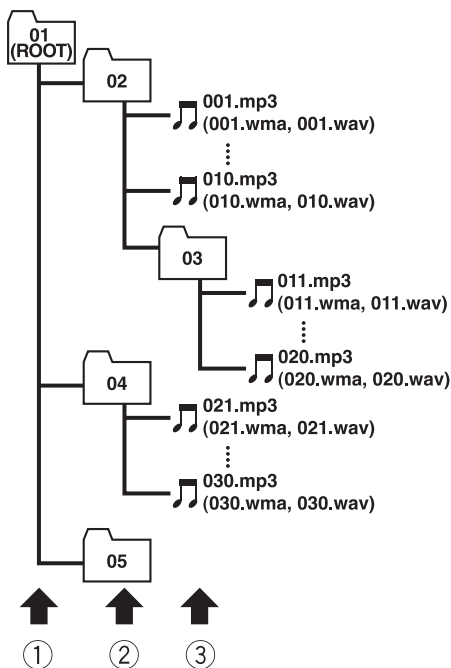 01
(ROOT)
02
001.mp3
(001.wma, 001.wav)
010.mp3
(010.wma, 010.wav)
03
011.mp3
(011.wma, 011.wav)
020.mp3
(020.wma, 020.wav)
04
021.mp3
(021.wma, 021.wav)
030.mp3
(030.wma, 030.wav)
05
① ② ③